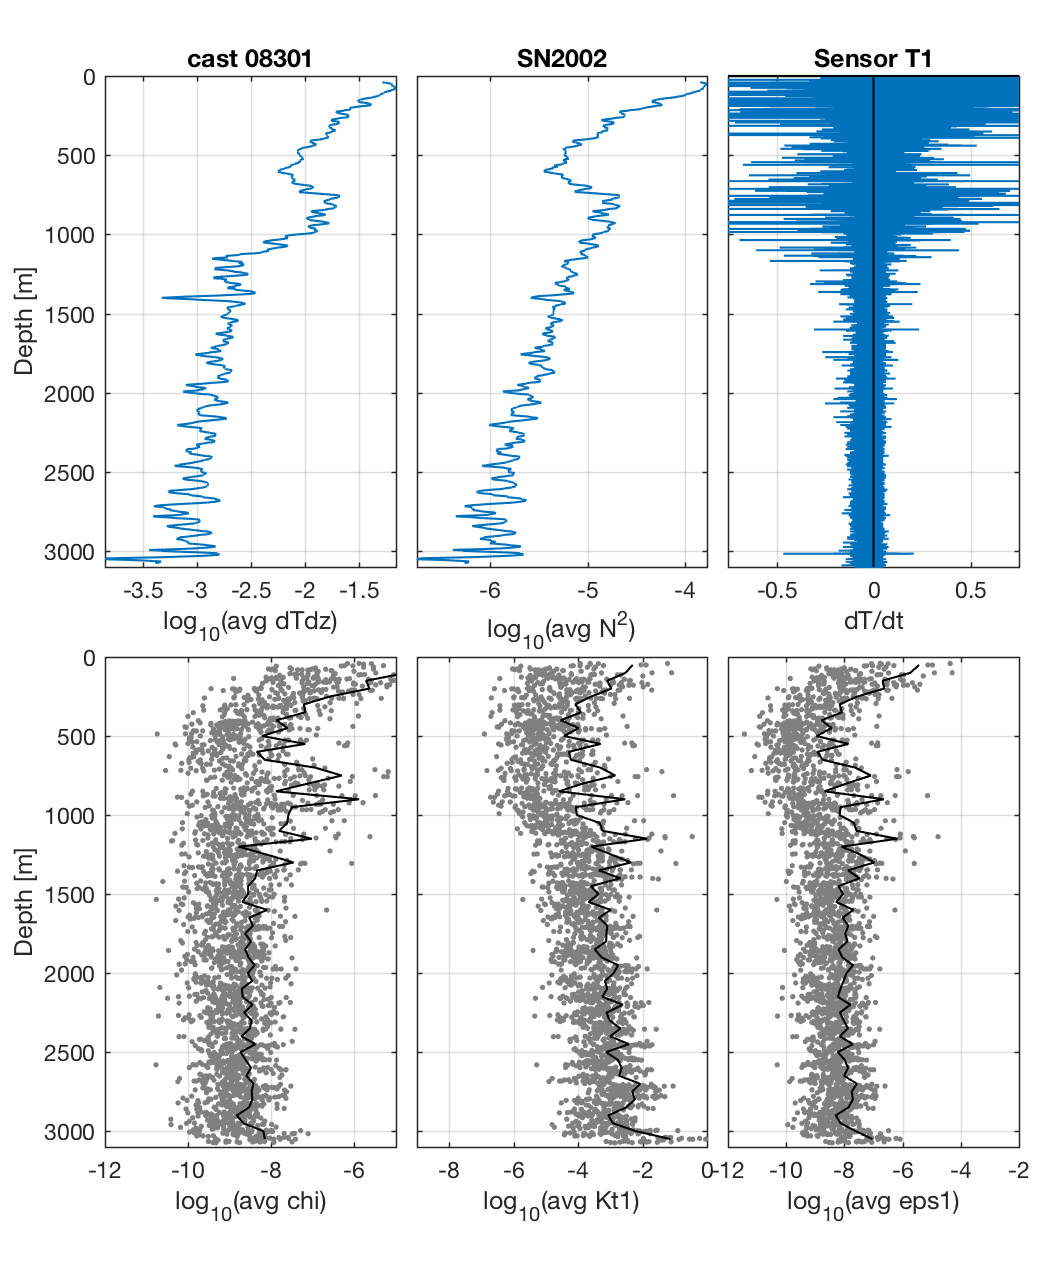 cast 08301 SN2002 Sensor T1
0
500
1000
1500
2000
2500
3000
Depth [m]
-3.5 -3 -2.5 -2 -1.5
-6 -5 -4
-0.5 0 0.5
log10(avg dTdz) log10(avg N2) dT/dt
0
500
1000
1500
2000
2500
3000
Depth [m]
-12 -10 -8 -6
-8 -6 -4 -2 0
-12 -10 -8 -6 -4 -2
log10(avg chi) log10(avg Kt1) log10(avg eps1)